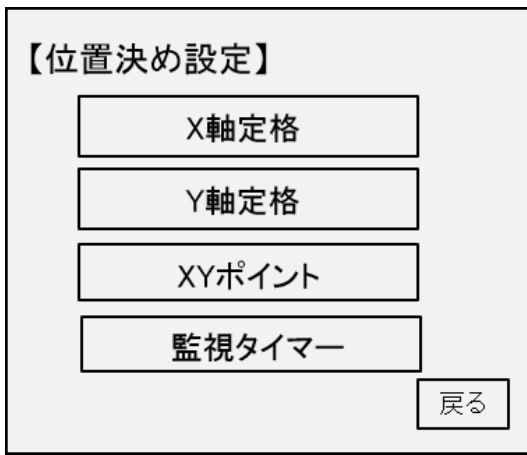 【位置決め設定】
X軸定格
Y軸定格
XYポイント
監視タイマー
戻る